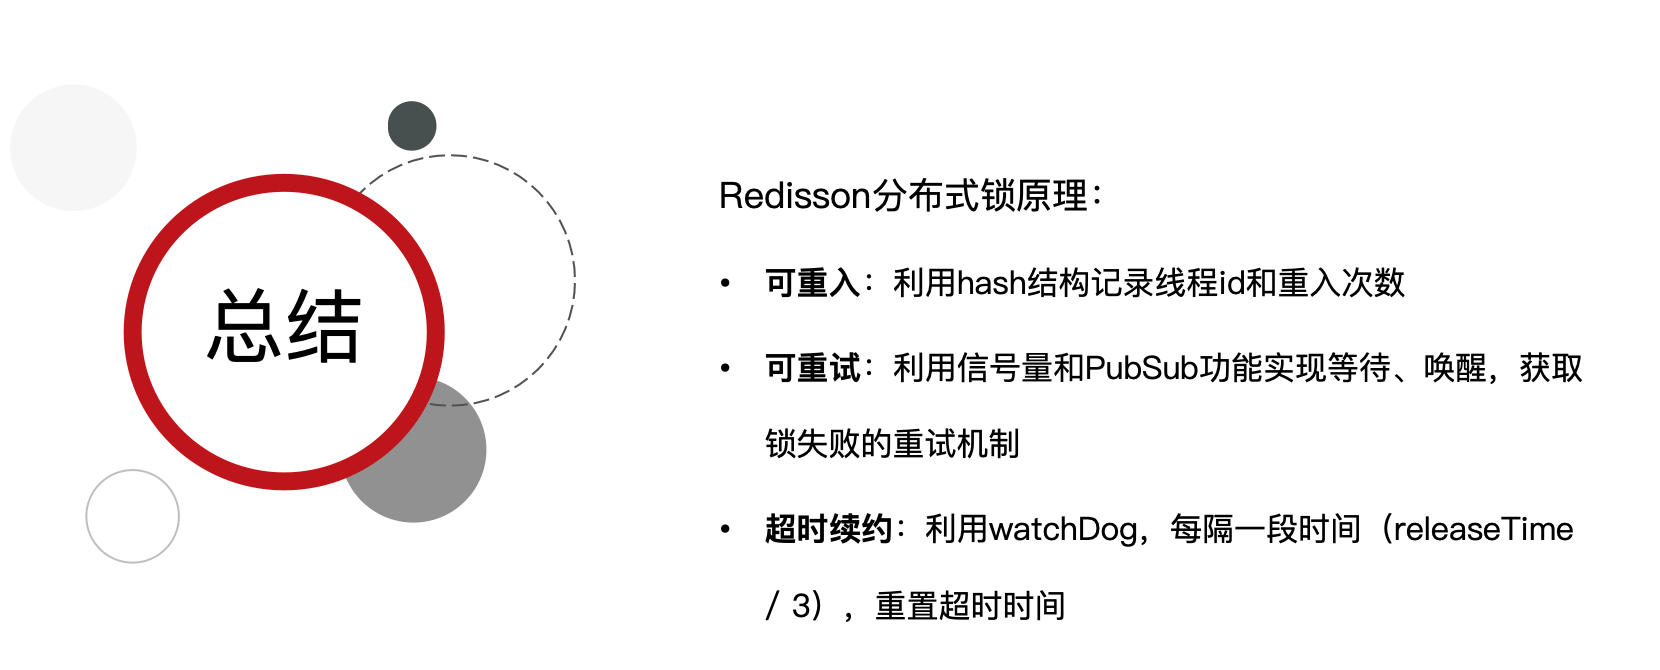 总结
Redisson分布式锁原理：
• 可重入：利用hash结构记录线程id和重入次数
• 可重试：利用信号量和PubSub功能实现等待、唤醒，获取
锁失败的重试机制
• 超时续约：利用watchDog，每隔一段时间（releaseTime
/ 3），重置超时时间